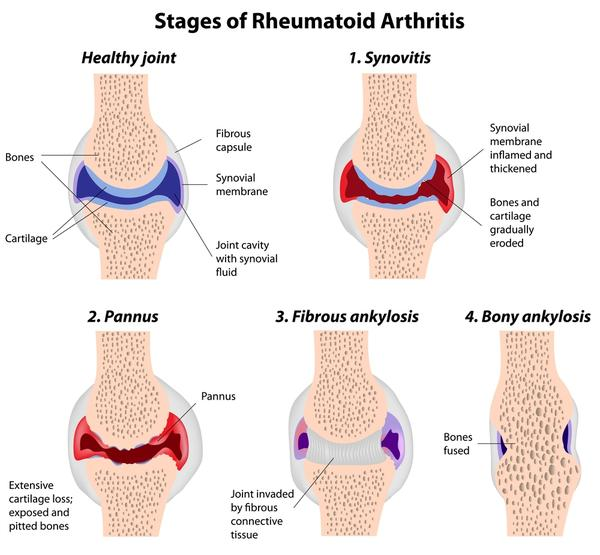 Stages of Rheumatoid Arthritis
Healthy joint
Bones
Cartilage
Fibrous
capsule
Synovial
membrane
Joint cavity
with synovial
fluid
1. Synovitis
Synovial
membrane
inflamed and
thickened
Bones and
cartilage
gradually
eroded
2. Pannus
Pannus
Extensive
cartilage loss;
exposed and
pitted bones
3. Fibrous ankylosis
Joint invaded
by fibrous
connective
tissue
4. Bony ankylosis
Bones
fused